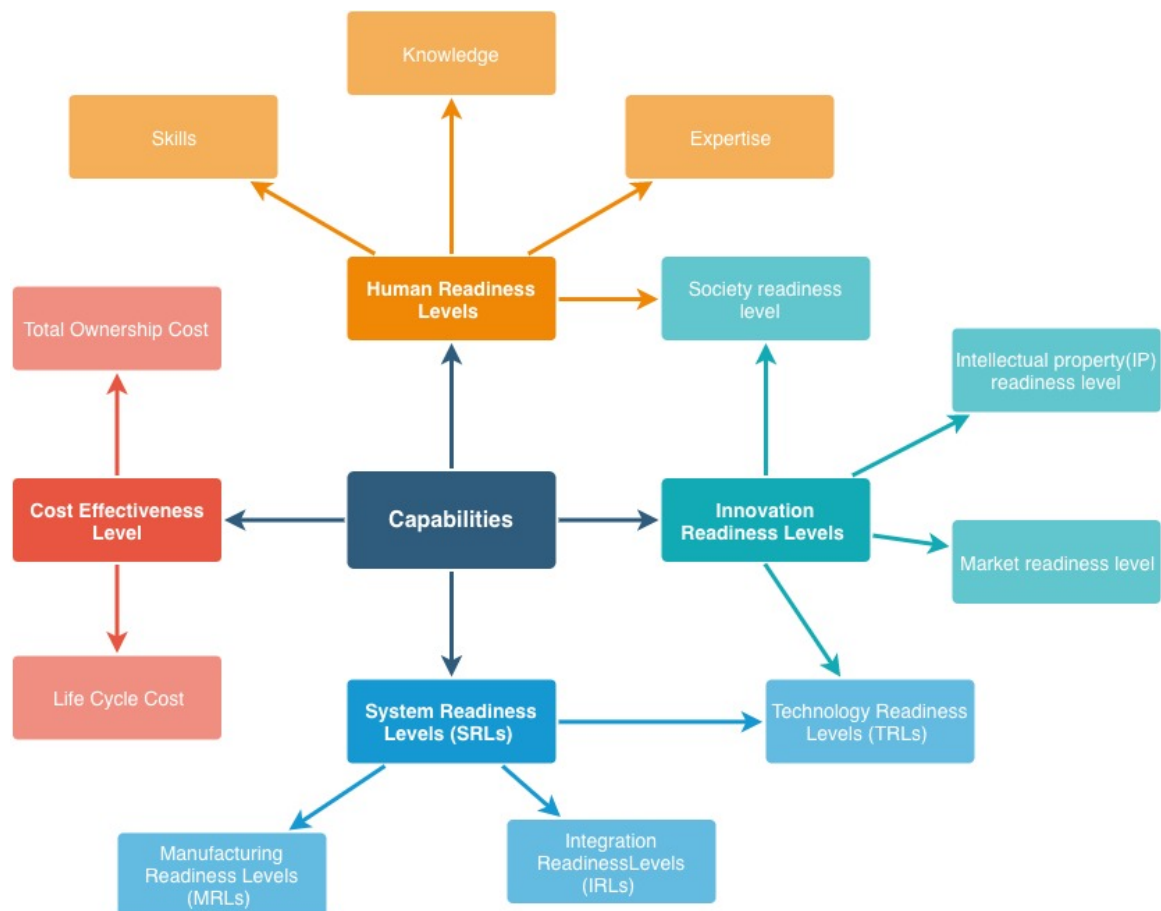 Knowledge
Skills
Expertise
Human Readiness
Levels
Society readiness
level
Total Ownership Cost
Intellectual property(IP)
readiness level
Cost Effectiveness
Level
Capabilities
Innovation
Readiness Levels
Market readiness level
Life Cycle Cost
System Readiness
Levels (SRLs)
Technology Readiness
Levels (TRLs)
Manufacturing
Readiness Levels
(MRLs)
Integration
ReadinessLevels
(IRLs)